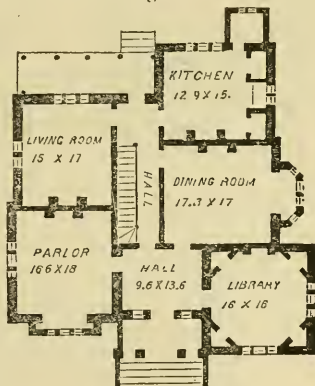 KITCHEN
12.9 X 15.
LIVING ROOM
15 X 17
HALL
DINING ROOM
17.3 X 17
PARLOR
16 6 X 18
HALL
9.6 X 13.6
LIBRARY
16 X 16